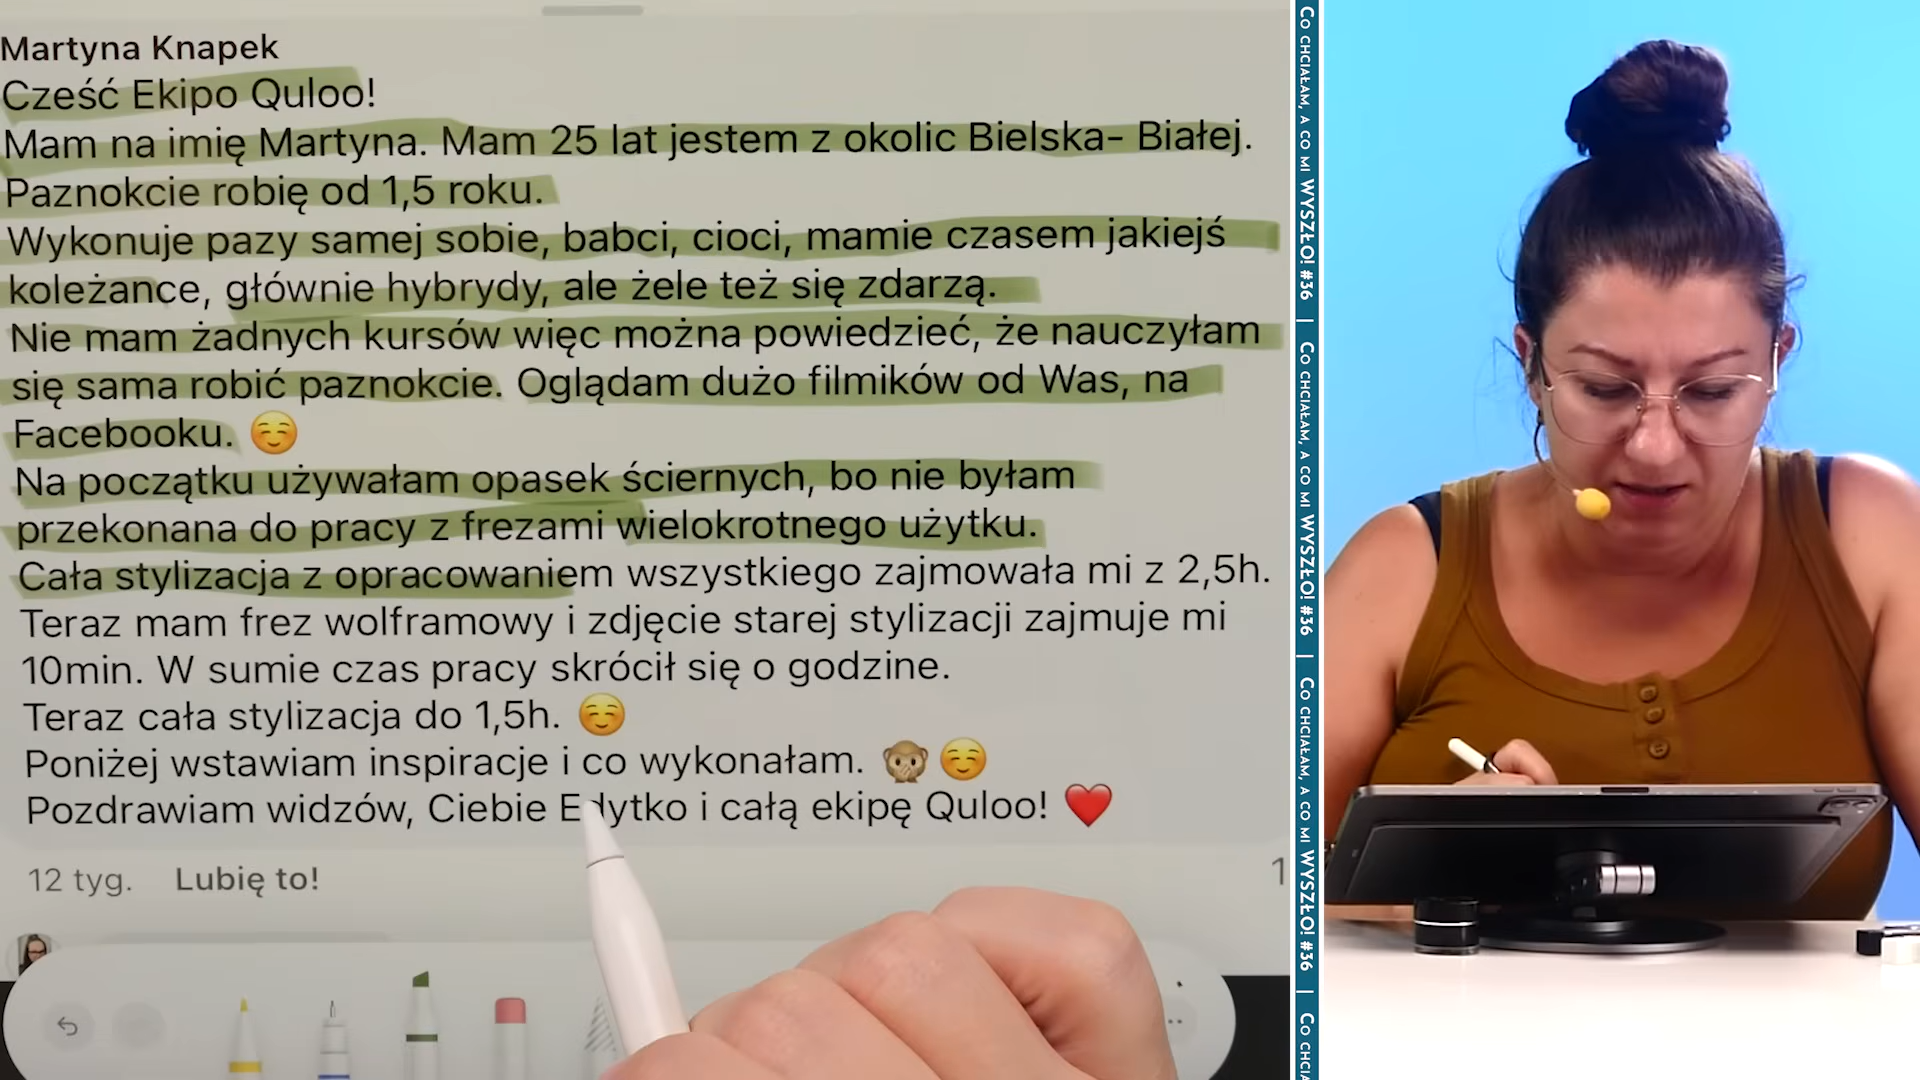 Martyna Knapek
Cześć Ekipo Quloo!
Mam na imię Martyna. Mam 25 lat jestem z okolic Bielska- Białej.
Paznokcie robię od 1,5 roku.
Wykonuje pazy samej sobie, babci, cioci, mamie czasem jakiejś
koleżance, głównie hybrydy, ale żele też się zdarzą.
Nie mam żadnych kursów więc można powiedzieć, że nauczyłam
się sama robić paznokcie. Oglądam dużo filmików od Was, na
Facebooku. ☺️
Na początku używałam opasek ściernych, bo nie byłam
przekonana do pracy z frezami wielokrotnego użytku.
Cała stylizacja z opracowaniem wszystkiego zajmowała mi z 2,5h.
Teraz mam frez wolframowy i zdjęcie starej stylizacji zajmuje mi
10min. W sumie czas pracy skrócił się o godzine.
Teraz cała stylizacja do 1,5h. ☺️
Poniżej wstawiam inspiracje i co wykonałam. 🙊 ☺️
Pozdrawiam widzów, Ciebie Edytko i całą ekipę Quloo! ❤️
12 tyg. Lubię to! 1
Co chciałam, a co mi WYSZŁO! #36 | Co chciałam, a co mi WYSZŁO! #36 | Co chciałam, a co mi WYSZŁO! #36 | Co chcia